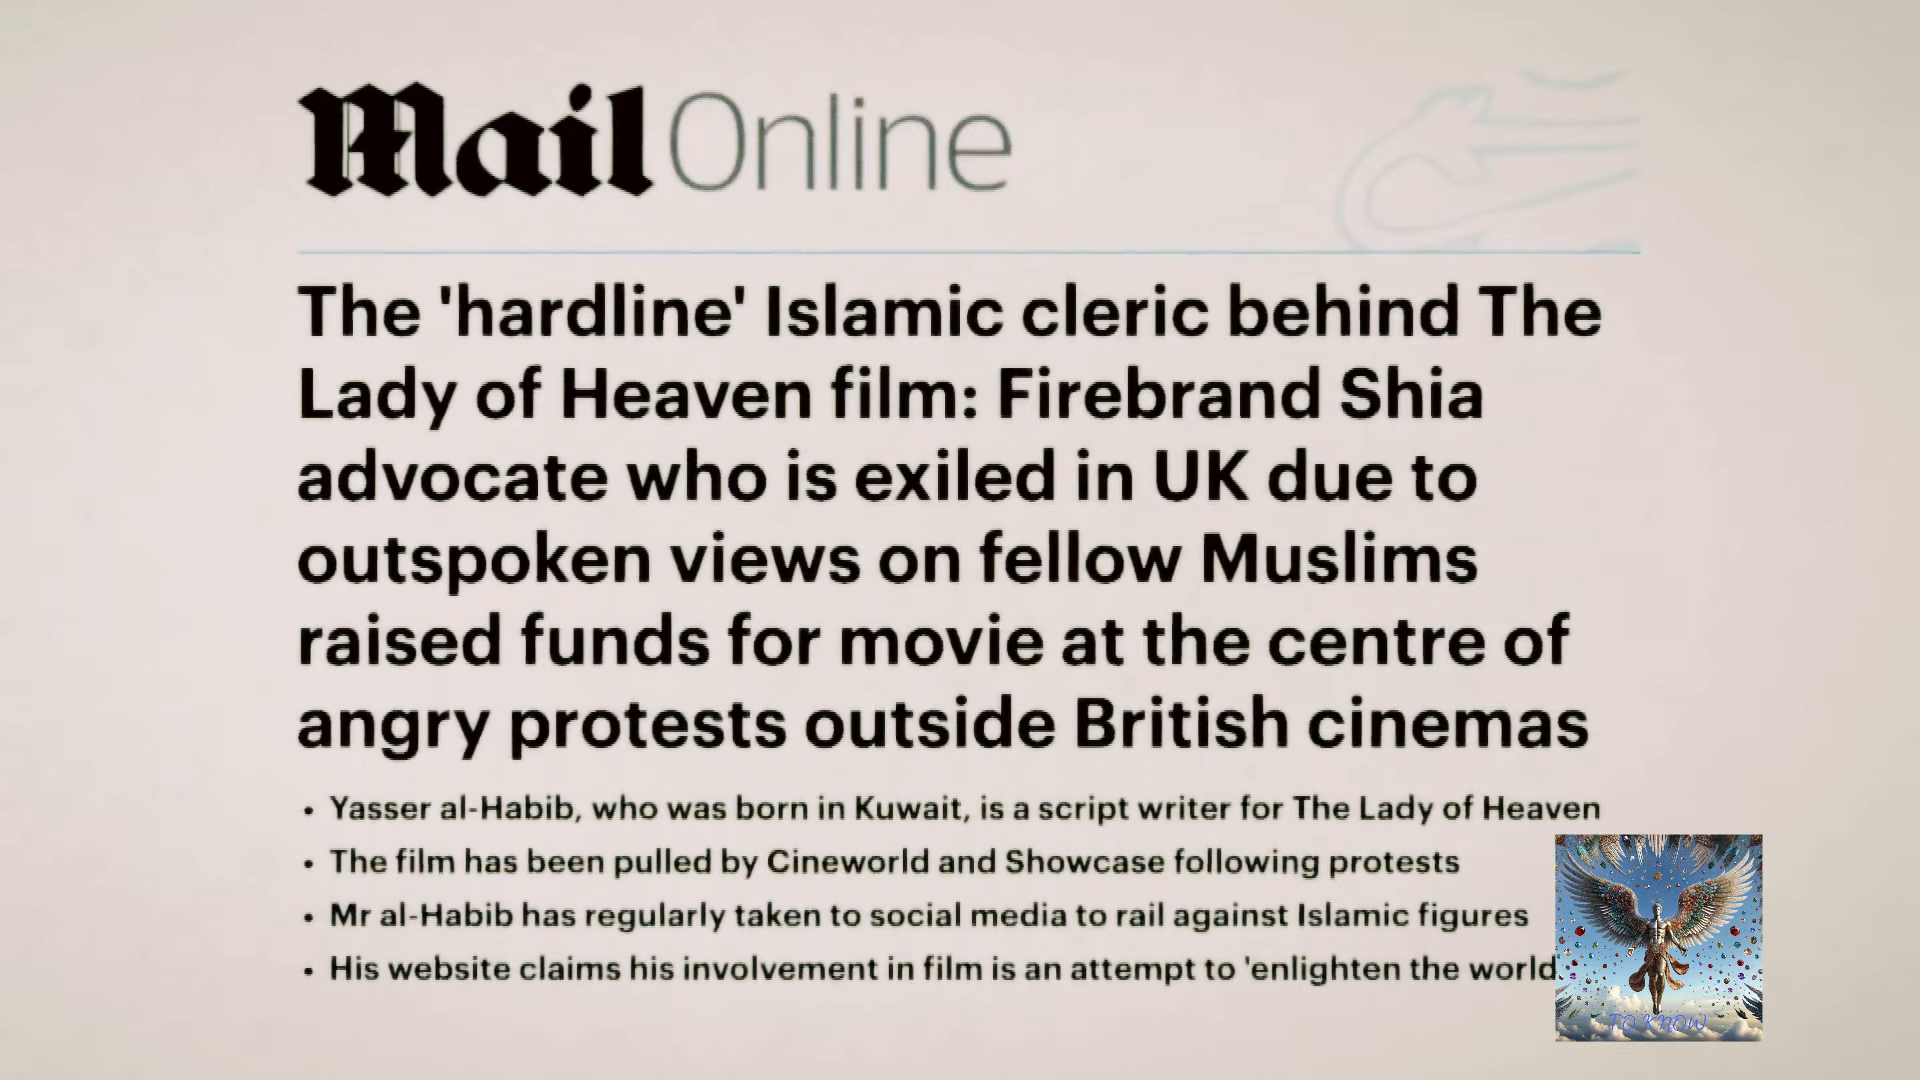 Mail Online
The 'hardline' Islamic cleric behind The
Lady of Heaven film: Firebrand Shia
advocate who is exiled in UK due to
outspoken views on fellow Muslims
raised funds for movie at the centre of
angry protests outside British cinemas
• Yasser al-Habib, who was born in Kuwait, is a script writer for The Lady of Heaven
• The film has been pulled by Cineworld and Showcase following protests
• Mr al-Habib has regularly taken to social media to rail against Islamic figures
• His website claims his involvement in film is an attempt to 'enlighten the world
TO KNOW